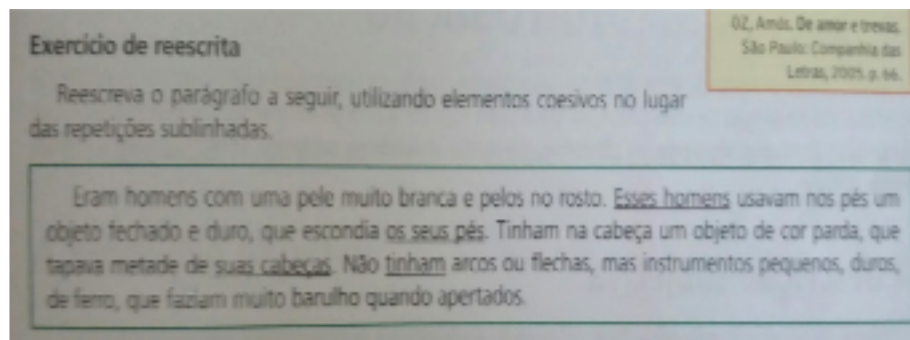 OZ, Amós. De amor e trevas.
São Paulo: Companhia das
Letras, 2005. p. 66.
Exercício de reescrita
Reescreva o parágrafo a seguir, utilizando elementos coesivos no lugar
das repetições sublinhadas.
Eram homens com uma pele muito branca e pelos no rosto. Esses homens usavam nos pés um
objeto fechado e duro, que escondia os seus pés. Tinham na cabeça um objeto de cor parda, que
tapava metade de suas cabeças. Não tinham arcos ou flechas, mas instrumentos pequenos, duros,
de ferro, que faziam muito barulho quando apertados.